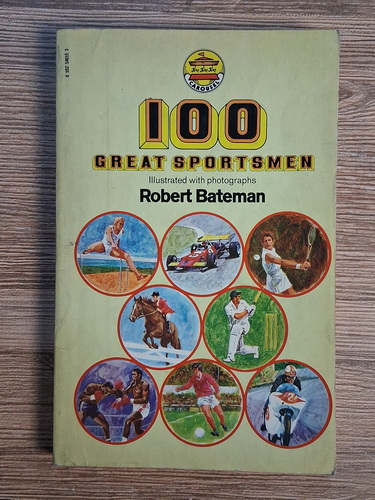 CAROUSEL
100
GREAT SPORTSMEN
Illustrated with photographs
Robert Bateman